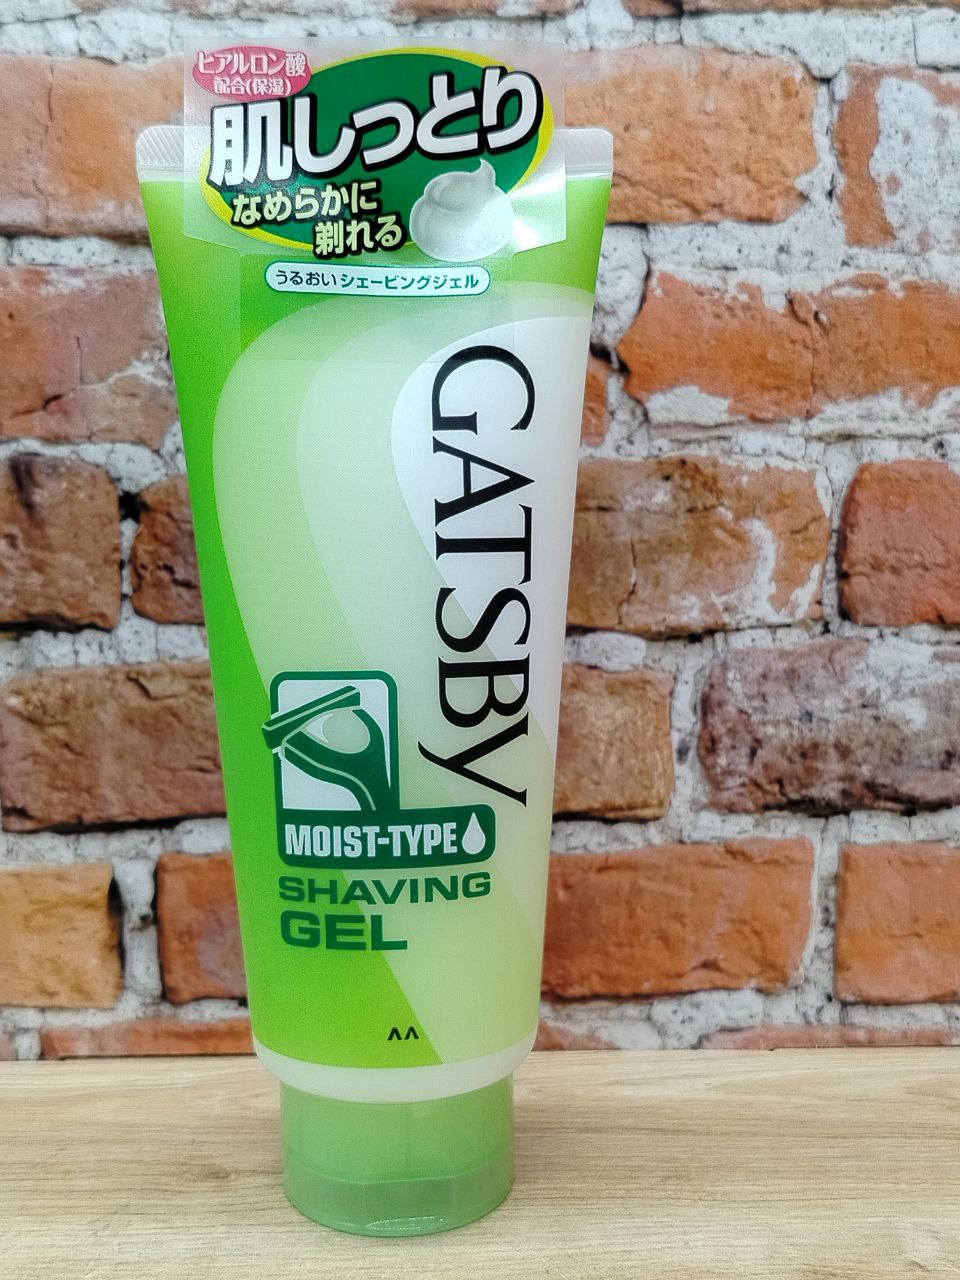 ヒアルロン酸
配合(保湿)
肌しっとり
なめらかに
剃れる
うるおいシェービングジェル
GATSBY
MOIST-TYPE
SHAVING
GEL